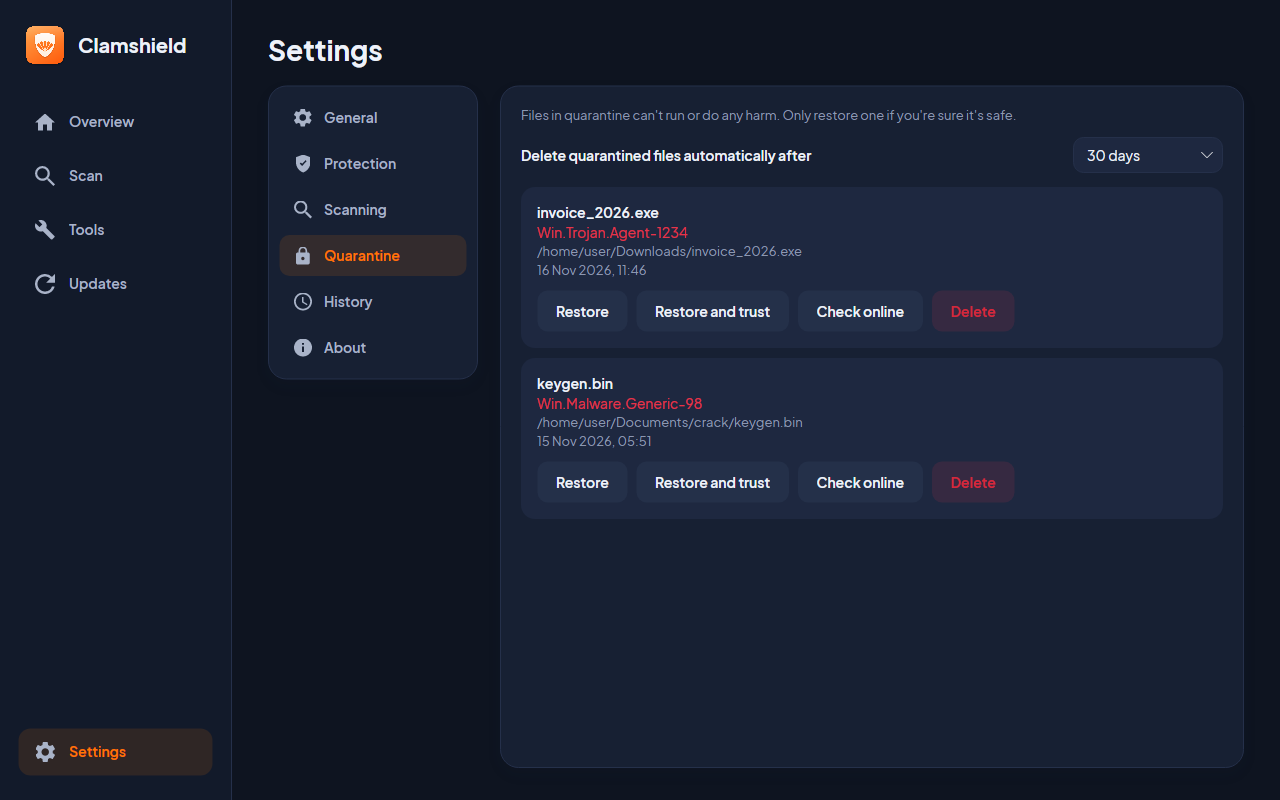 Clamshield
Overview
Scan
Tools
Updates
Settings
Settings
General
Protection
Scanning
Quarantine
History
About
Files in quarantine can't run or do any harm. Only restore one if you're sure it's safe.
Delete quarantined files automatically after
30 days
invoice_2026.exe
Win.Trojan.Agent-1234
/home/user/Downloads/invoice_2026.exe
16 Nov 2026, 11:46
Restore
Restore and trust
Check online
Delete
keygen.bin
Win.Malware.Generic-98
/home/user/Documents/crack/keygen.bin
15 Nov 2026, 05:51
Restore
Restore and trust
Check online
Delete